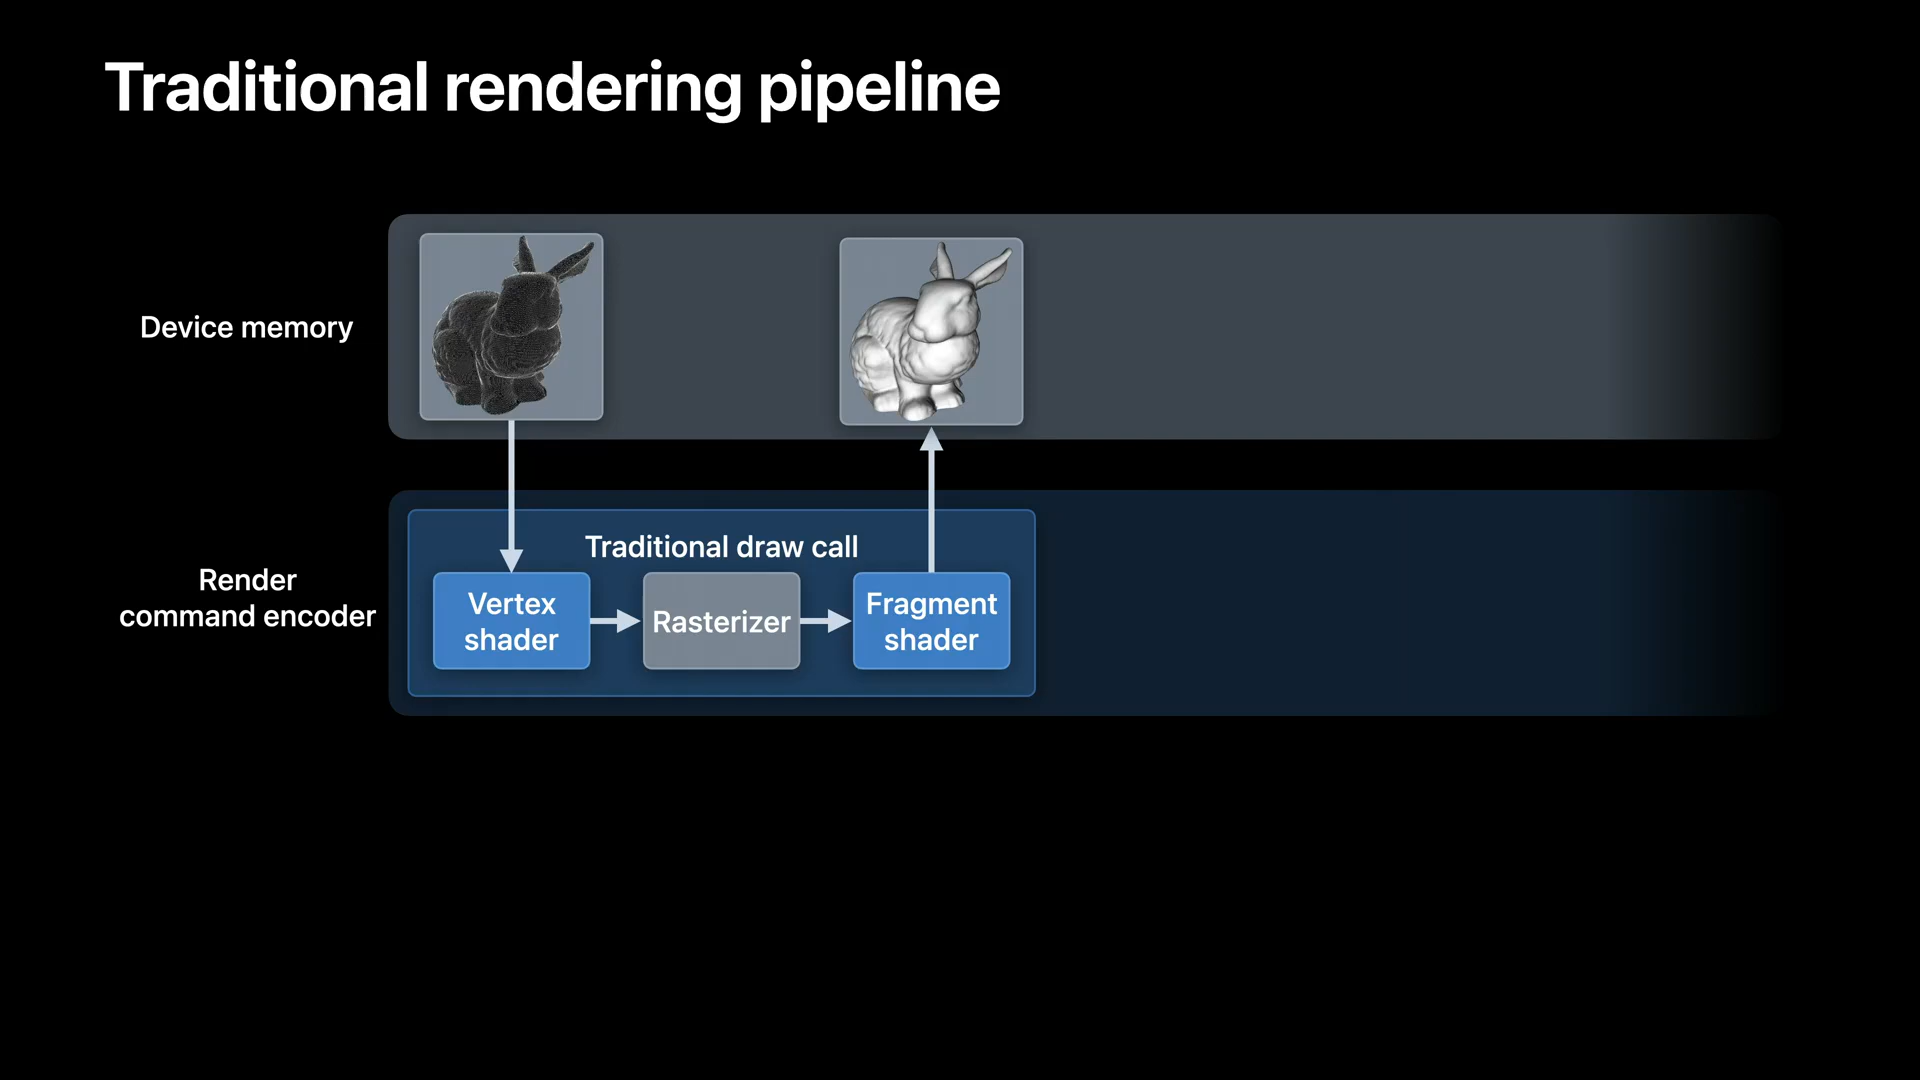 Traditional rendering pipeline
Device memory
Render
command encoder
Traditional draw call
Vertex
shader
Rasterizer
Fragment
shader